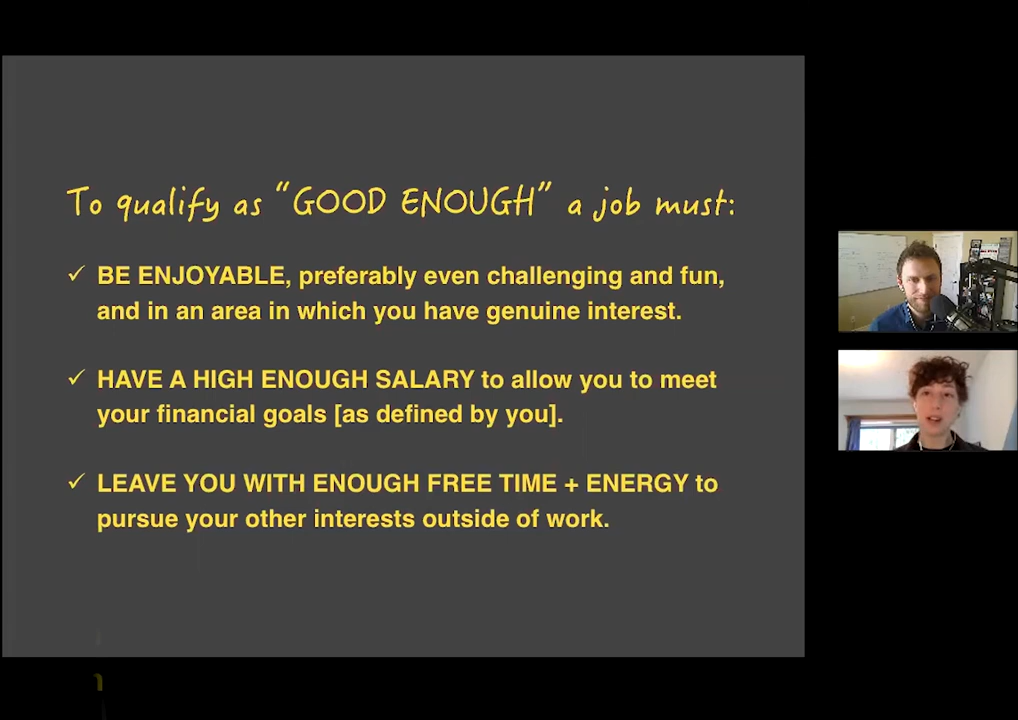 To qualify as “GOOD ENOUGH” a job must:
✓ BE ENJOYABLE, preferably even challenging and fun,
and in an area in which you have genuine interest.
✓ HAVE A HIGH ENOUGH SALARY to allow you to meet
your financial goals [as defined by you].
✓ LEAVE YOU WITH ENOUGH FREE TIME + ENERGY to
pursue your other interests outside of work.